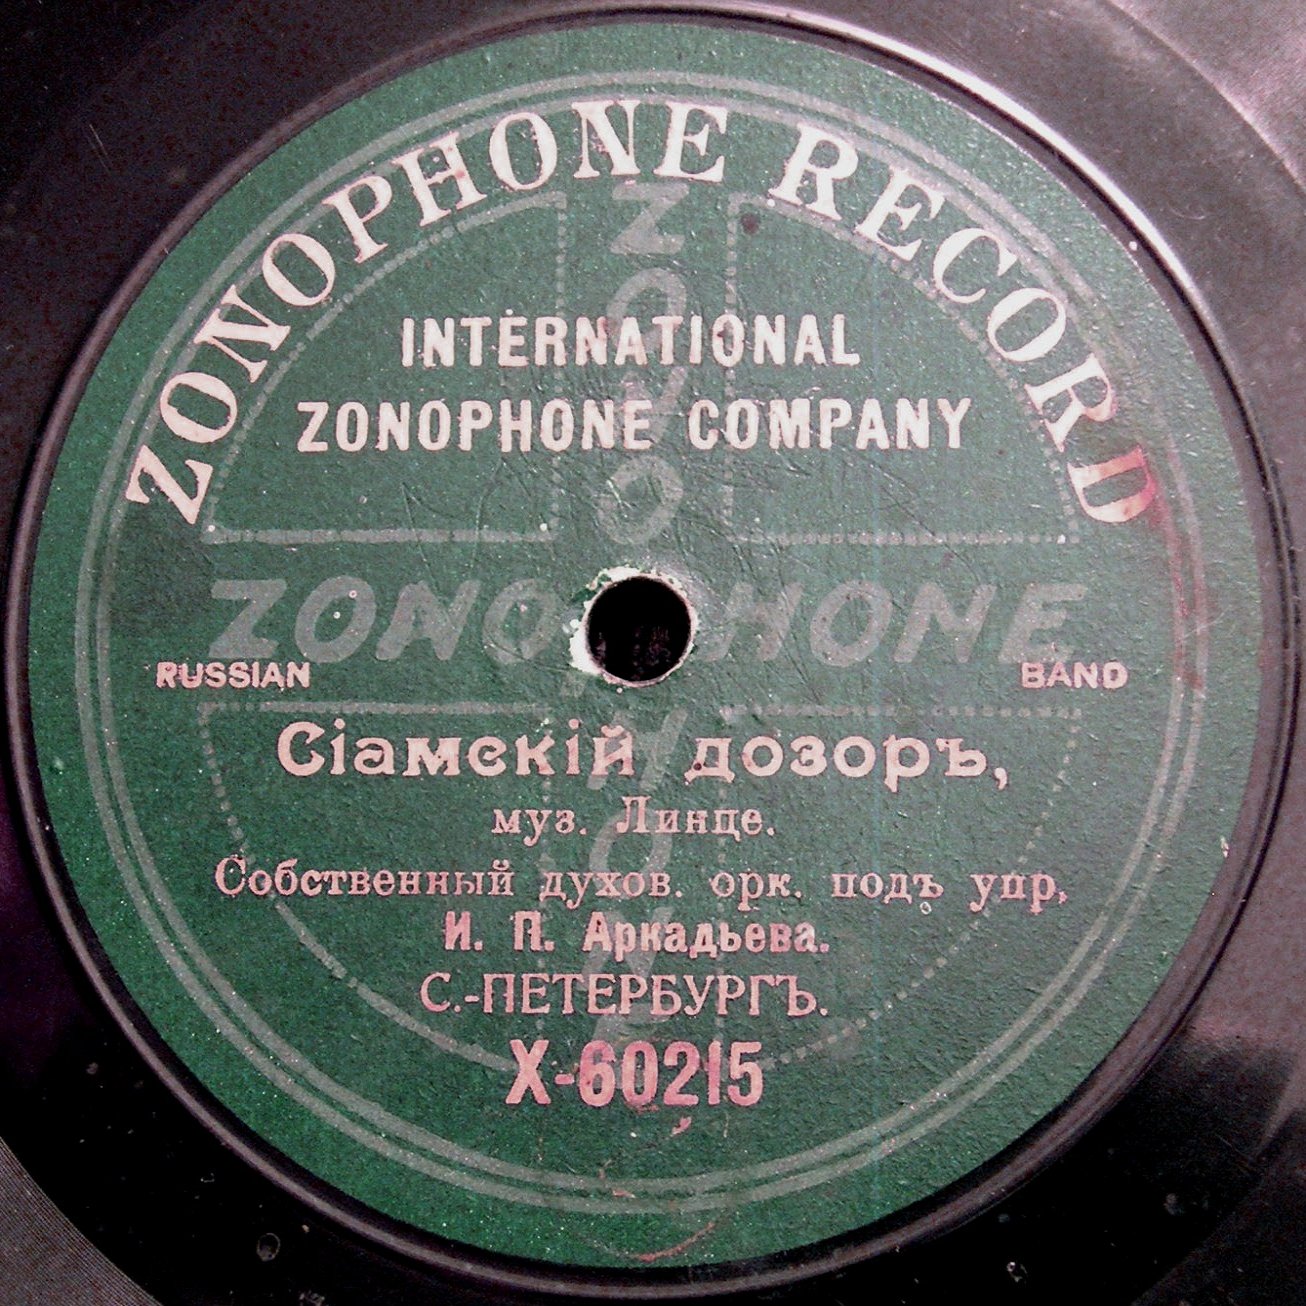 ZONOPHONE RECORD
INTERNATIONAL
ZONOPHONE COMPANY
ZONOPHONE
ZONOPHONE
RUSSIAN BAND
Сіамскій дозоръ,
муз. Линце.
Собственный духов. орк. подъ упр.
И. П. Аркадьева.
С.-ПЕТЕРБУРГЪ.
X-60215